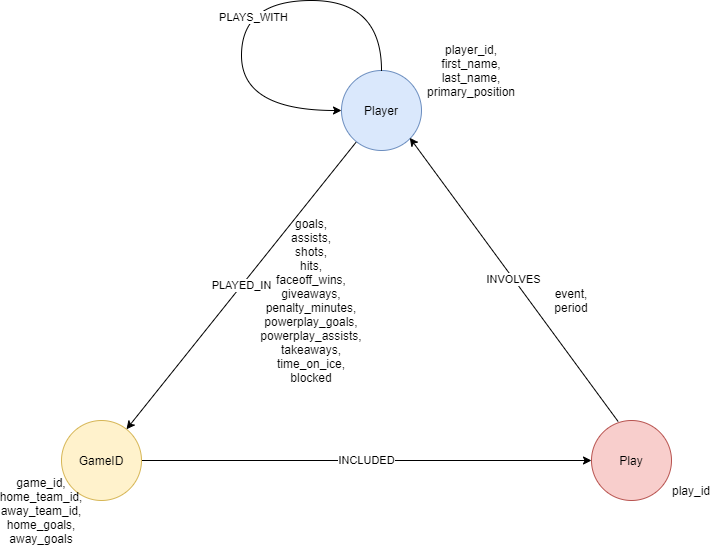 PLAYS_WITH
player_id,
first_name,
last_name,
primary_position
Player
goals,
assists,
shots,
hits,
faceoff_wins,
giveaways,
penalty_minutes,
powerplay_goals,
powerplay_assists,
takeaways,
time_on_ice,
blocked
PLAYED_IN
INVOLVES
event,
period
GameID
INCLUDED
Play
game_id,
home_team_id,
away_team_id,
home_goals,
away_goals
play_id